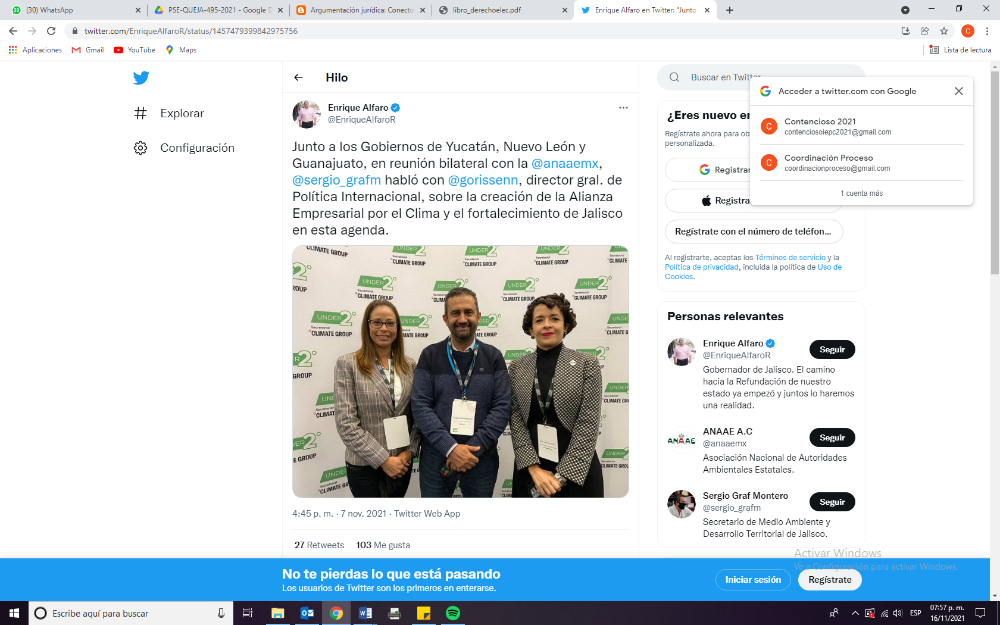 (30) WhatsApp
PSE-QUEJA-495-2021 - Google D
Argumentación jurídica: Conecto
libro_derechoelec.pdf
Enrique Alfaro en Twitter: "Junto
twitter.com/EnriqueAlfaroR/status/1457479399842975756
Aplicaciones
Gmail
YouTube
Maps
Lista de lectura
Explorar
Configuración
Hilo
Enrique Alfaro
@EnriqueAlfaroR
Junto a los Gobiernos de Yucatán, Nuevo León y
Guanajuato, en reunión bilateral con la @anaaemx,
@sergio_grafm habló con @gorissenn, director gral. de
Política Internacional, sobre la creación de la Alianza
Empresarial por el Clima y el fortalecimiento de Jalisco
en esta agenda.
UNDER2°
Secretariat
°CLIMATE GROUP
4:45 p. m. · 7 nov. 2021 · Twitter Web App
27 Retweets 103 Me gusta
Buscar en Twitter
¿Eres nuevo en
Regístrate ahora para ob
personalizada.
Registrar
Registra
Regístrate con el número de teléfon...
Al registrarte, aceptas los Términos de servicio y la
Política de privacidad, incluida la política de Uso de
Cookies.
Acceder a twitter.com con Google
C
Contencioso 2021
contenciosoiepc2021@gmail.com
C
Coordinación Proceso
coordinacionproceso@gmail.com
1 cuenta más
Personas relevantes
Enrique Alfaro
@EnriqueAlfaroR
Seguir
Gobernador de Jalisco. El camino
hacia la Refundación de nuestro
estado ya empezó y juntos lo haremos
una realidad.
ANAAE
ANAAE A.C
@anaaemx
Seguir
Asociación Nacional de Autoridades
Ambientales Estatales.
Sergio Graf Montero
@sergio_grafm
Seguir
Secretario de Medio Ambiente y
Desarrollo Territorial de Jalisco.
Activar Windows
Ve a Configuración para activar Windows.
No te pierdas lo que está pasando
Los usuarios de Twitter son los primeros en enterarse.
Iniciar sesión
Regístrate
Escribe aquí para buscar
ESP
07:57 p. m.
16/11/2021